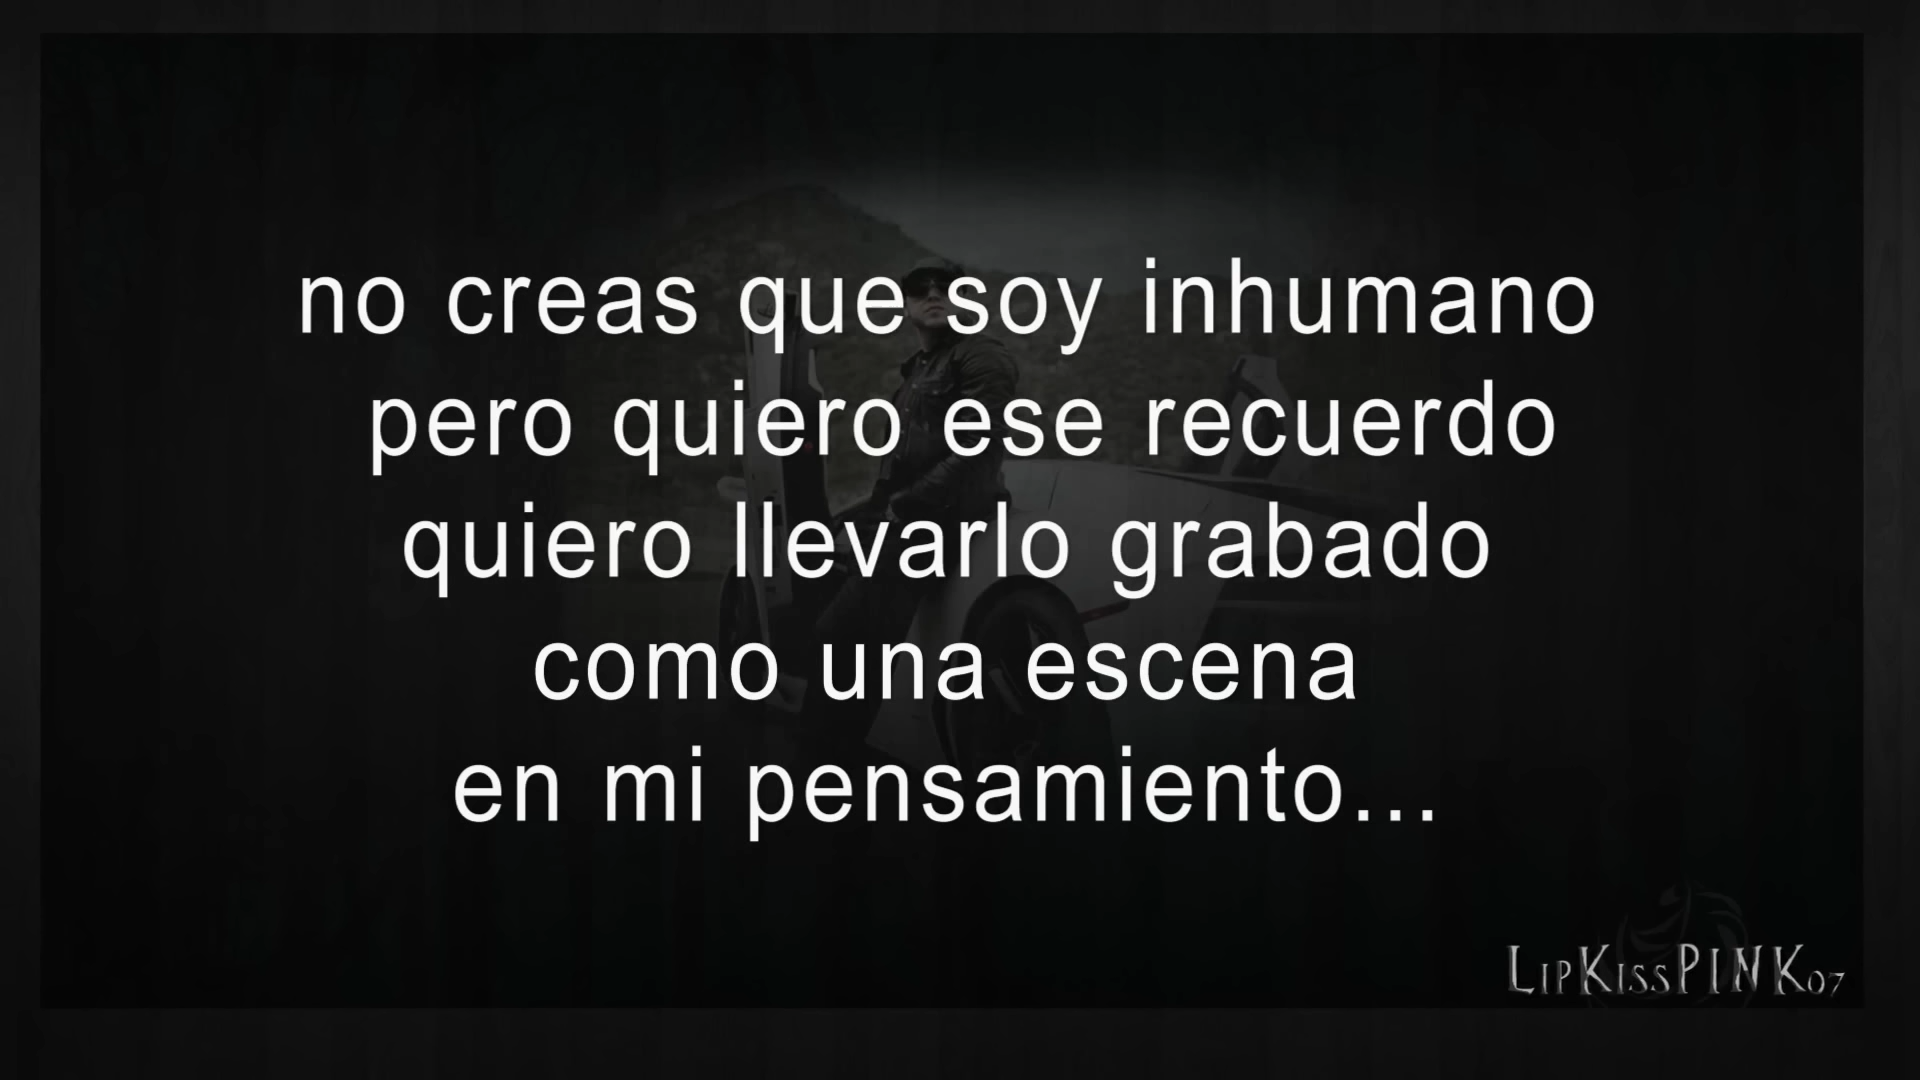 no creas que soy inhumano
pero quiero ese recuerdo
quiero llevarlo grabado
como una escena
en mi pensamiento...
LIPKISSPINK07